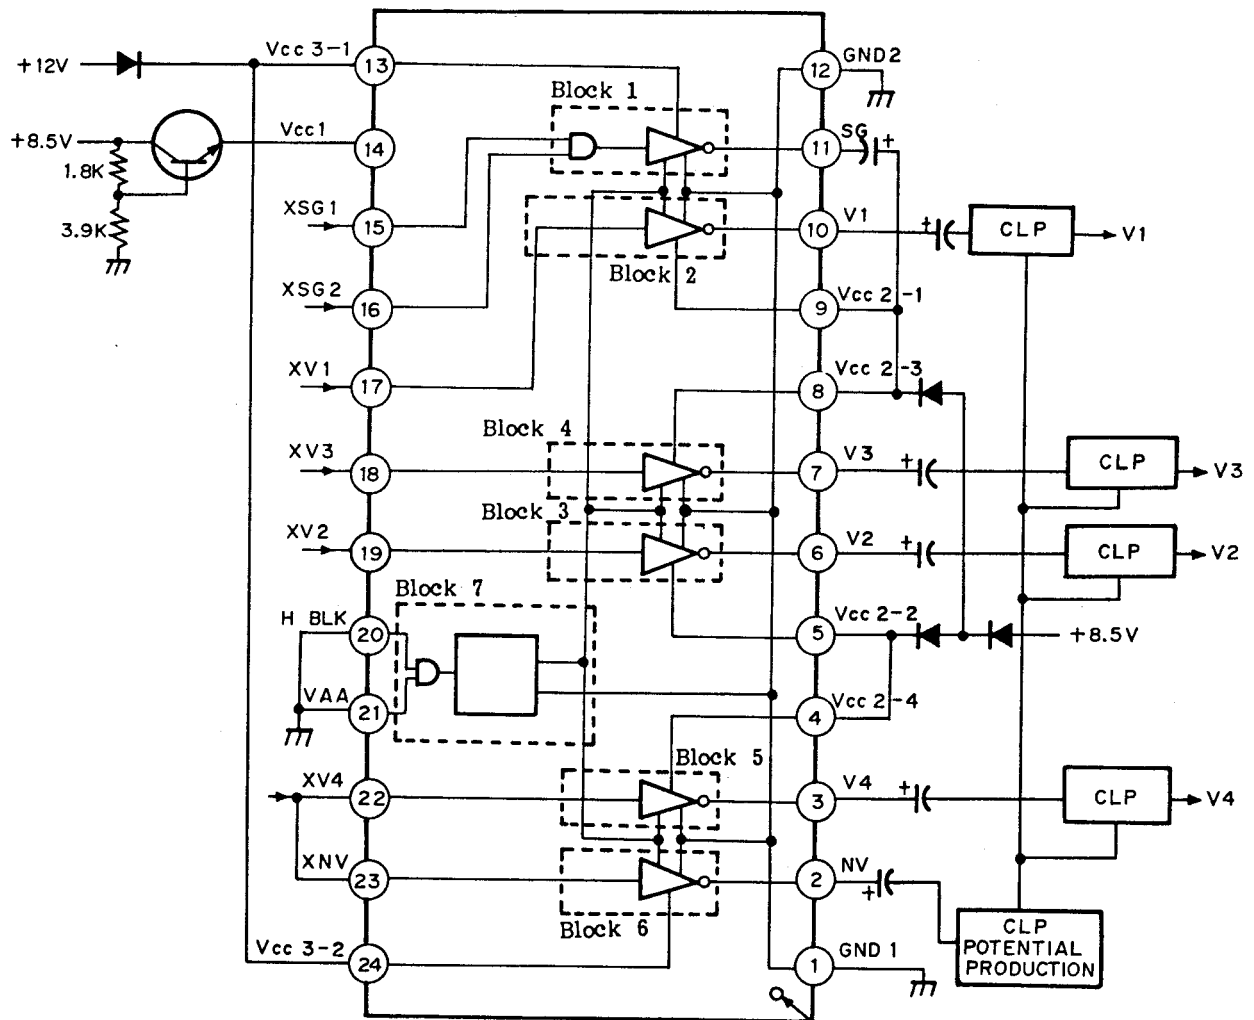 Vcc 3-1
+12V
13
12
GND 2
Block 1
+8.5V
Vcc1
14
1.8K
3.9K
11
SG
+
XSG1
15
10
V1
+
CLP
V1
Block 2
XSG2
16
9
Vcc 2-1
XV1
17
8
Vcc 2-3
Block 4
XV3
18
7
V3
+
CLP
V3
Block 3
XV2
19
6
V2
+
CLP
V2
Block 7
H BLK
20
5
Vcc 2-2
+8.5V
VAA
21
4
Vcc 2-4
Block 5
XV4
22
3
V4
+
CLP
V4
XNV
23
2
NV
+
Block 6
CLP
POTENTIAL
PRODUCTION
Vcc 3-2
24
1
GND 1